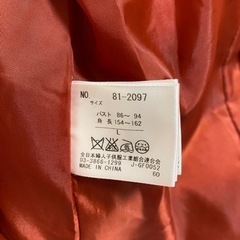 NO. 81-2097
サイズ
バスト 86~ 94
身 長 154~162
L
全日本婦人子供服工業組合連合会
03-3866-1299 J-GF0052
MADE IN CHINA
60